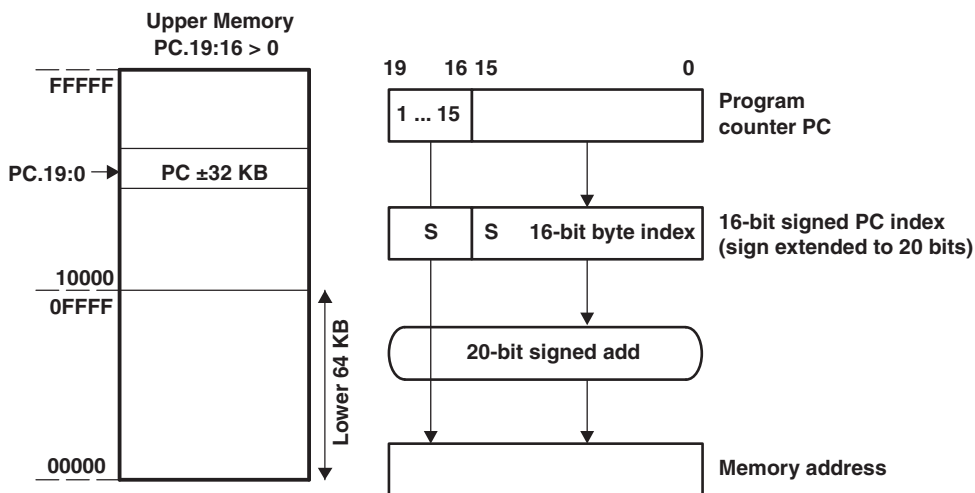 Upper Memory
PC.19:16 > 0
FFFFF
PC.19:0
PC ±32 KB
10000
0FFFF
Lower 64 KB
00000
19 16 15 0
1 ... 15
Program
counter PC
S S 16-bit byte index
16-bit signed PC index
(sign extended to 20 bits)
20-bit signed add
Memory address